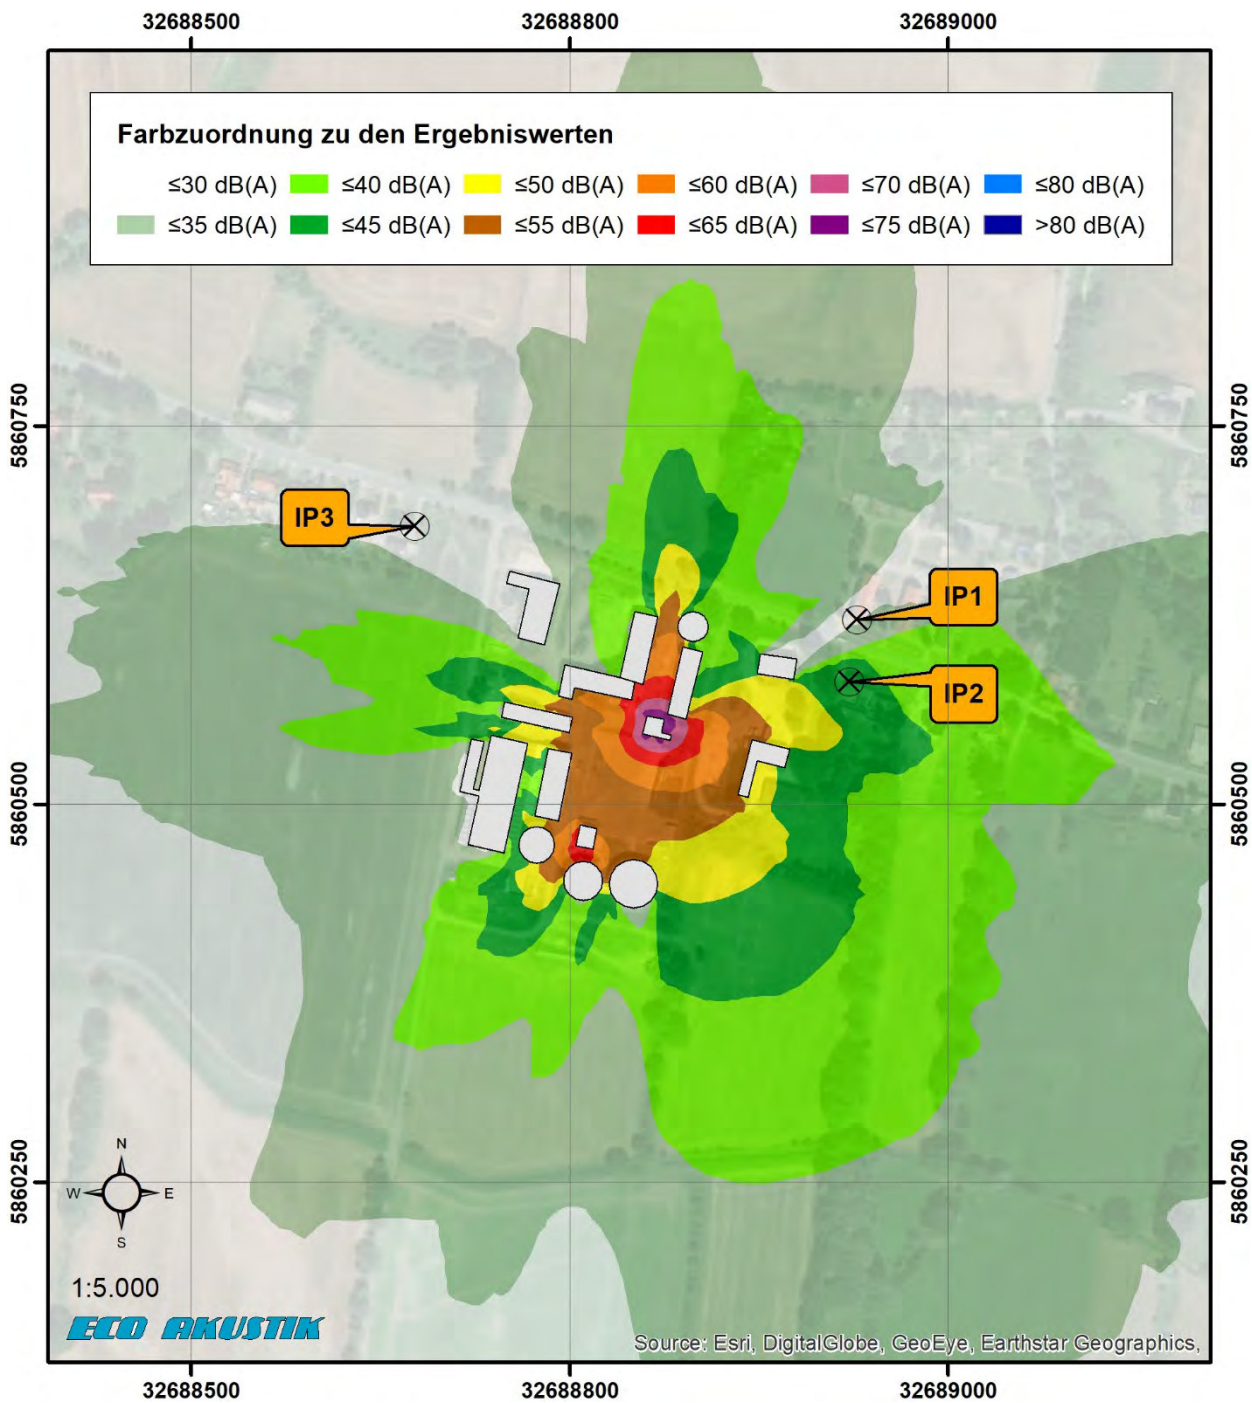 32688500 32688800 32689000
Farbzuordnung zu den Ergebniswerten
≤30 dB(A) ≤40 dB(A) ≤50 dB(A) ≤60 dB(A) ≤70 dB(A) ≤80 dB(A)
≤35 dB(A) ≤45 dB(A) ≤55 dB(A) ≤65 dB(A) ≤75 dB(A) >80 dB(A)
5860750 5860750
IP3
IP1
IP2
5860500 5860500
N
W E
S
5860250 5860250
1:5.000
ECO AKUSTIK
Source: Esri, DigitalGlobe, GeoEye, Earthstar Geographics,
32688500 32688800 32689000